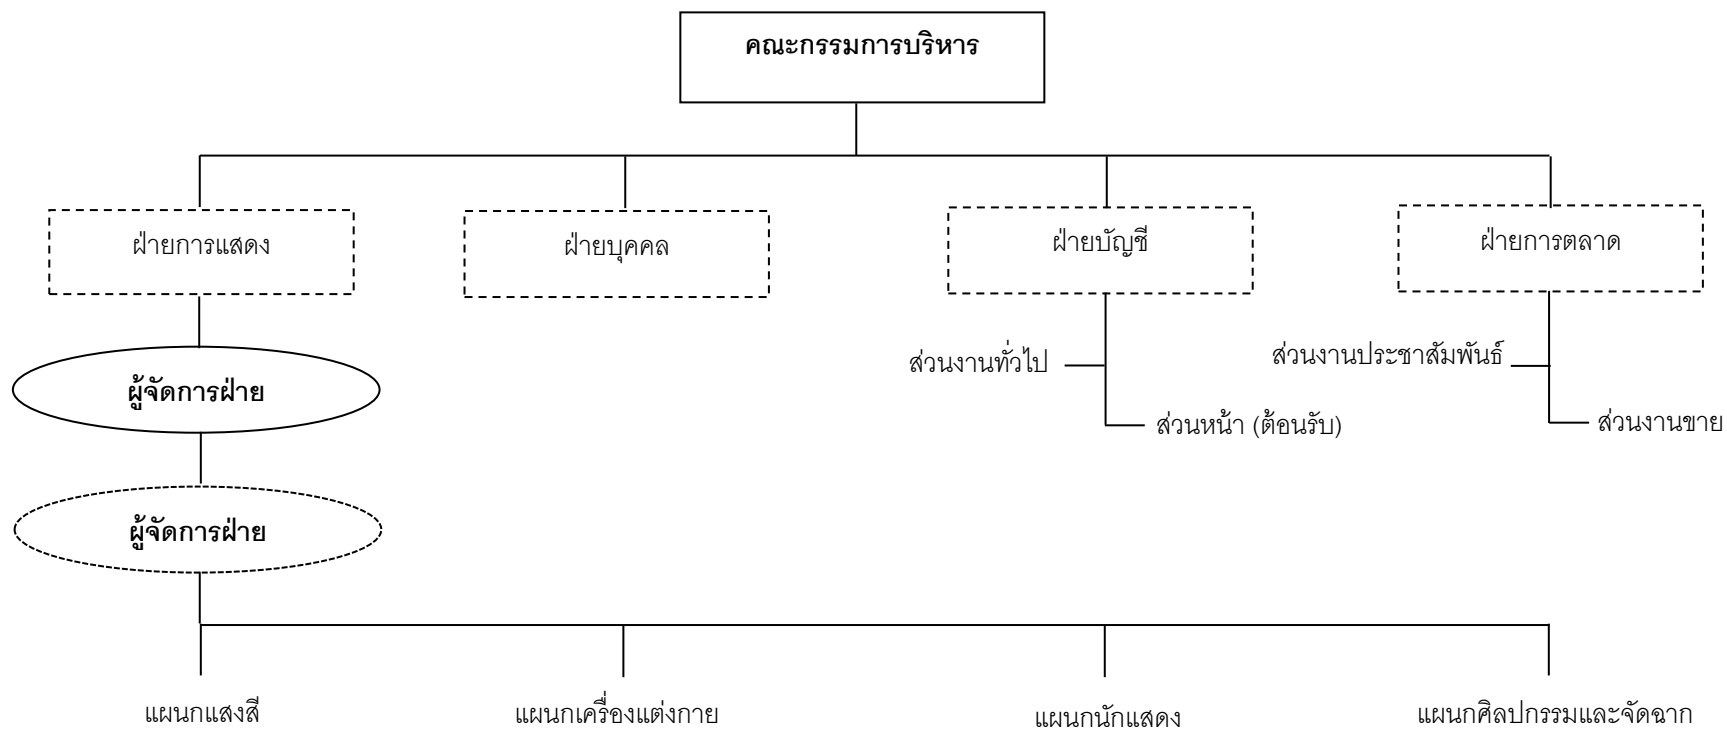 คณะกรรมการบริหาร
ฝ่ายการแสดง
ฝ่ายบุคคล
ฝ่ายบัญชี
ฝ่ายการตลาด
ส่วนงานทั่วไป
ส่วนงานประชาสัมพันธ์
ผู้จัดการฝ่าย
ส่วนหน้า (ต้อนรับ)
ส่วนงานขาย
ผู้จัดการฝ่าย
แผนกแสงสี
แผนกเครื่องแต่งกาย
แผนกนักแสดง
แผนกศิลปกรรมและจัดฉาก